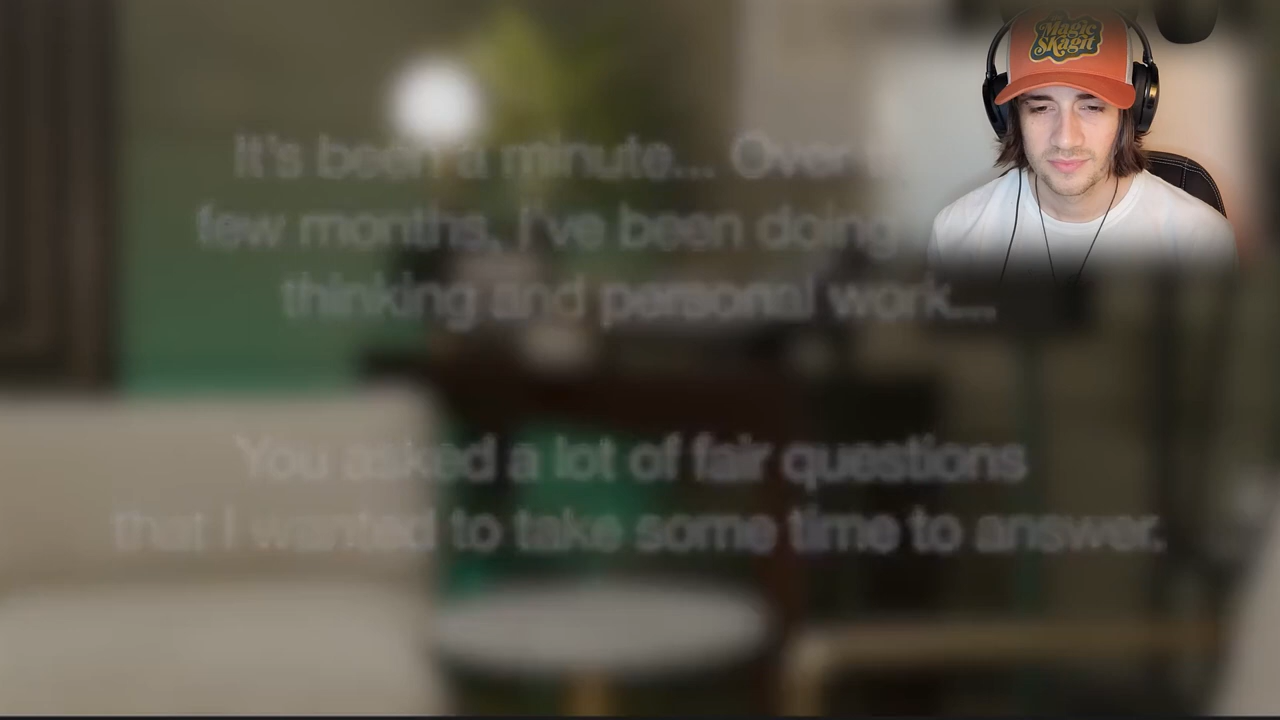 Magic
Skagit
It's been a minute... Over
few months, I've been doing
thinking and personal work...
You asked a lot of fair questions
that I wanted to take some time to answer.